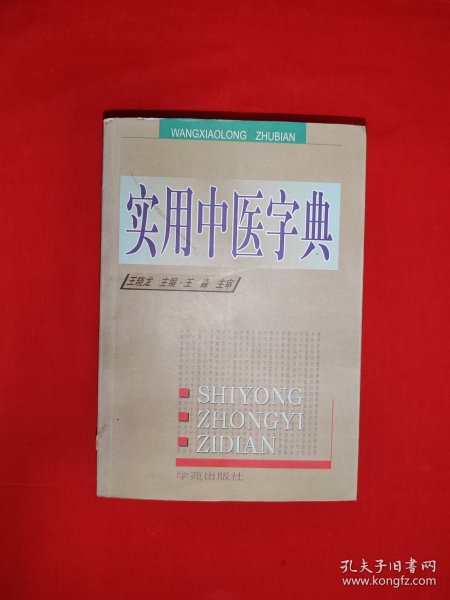 WANGXIAOLONG ZHUBIAN
实用中医字典
王晓龙 主编·王 森 主审
SHIYONG
ZHONGYI
ZIDIAN
学苑出版社
孔夫子旧书网
www.kongfz.com